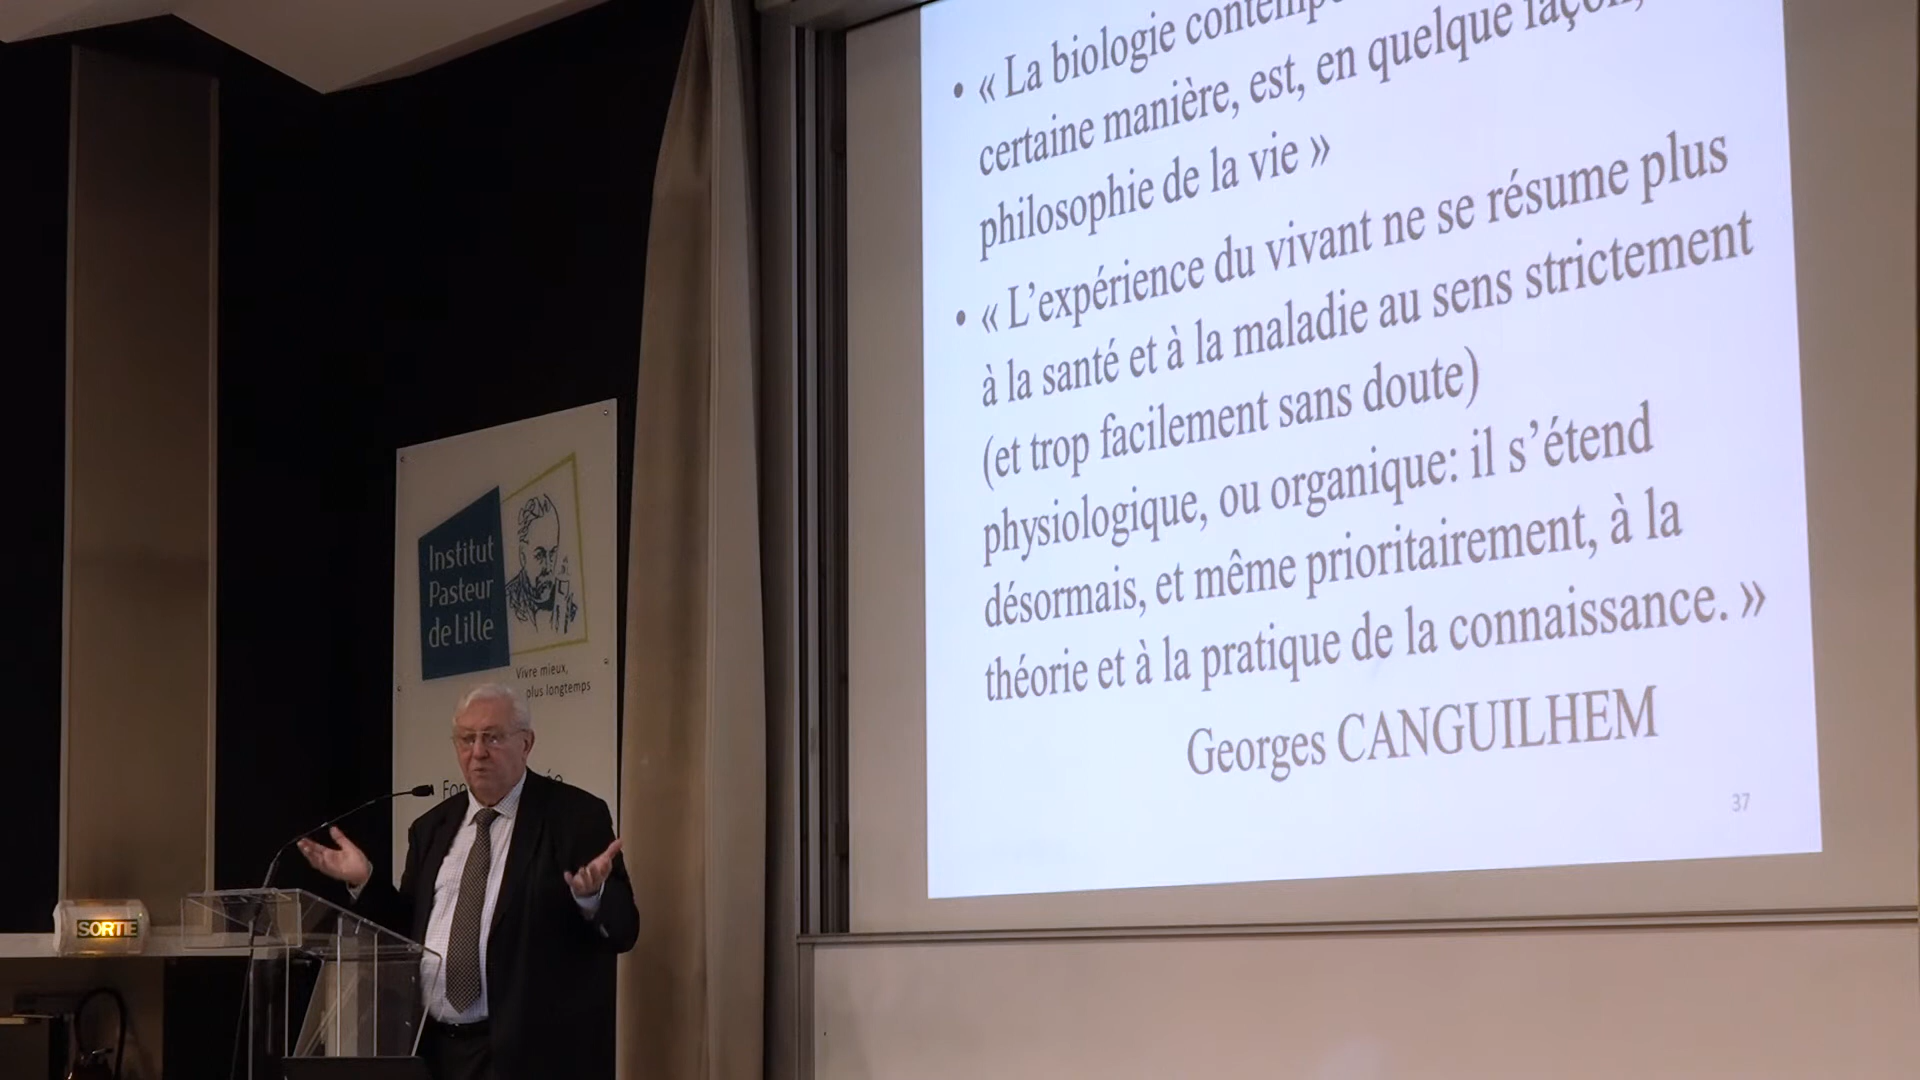 • « La biologie
certaine manière, est, en quelque façon,
philosophie de la vie »
• « L’expérience du vivant ne se résume plus
à la santé et à la maladie au sens strictement
(et trop facilement sans doute)
physiologique, ou organique: il s’étend
désormais, et même prioritairement, à la
théorie et à la pratique de la connaissance. »
Georges CANGUILHEM
37
Institut
Pasteur
de Lille
Vivre mieux,
plus longtemps
SORTIE